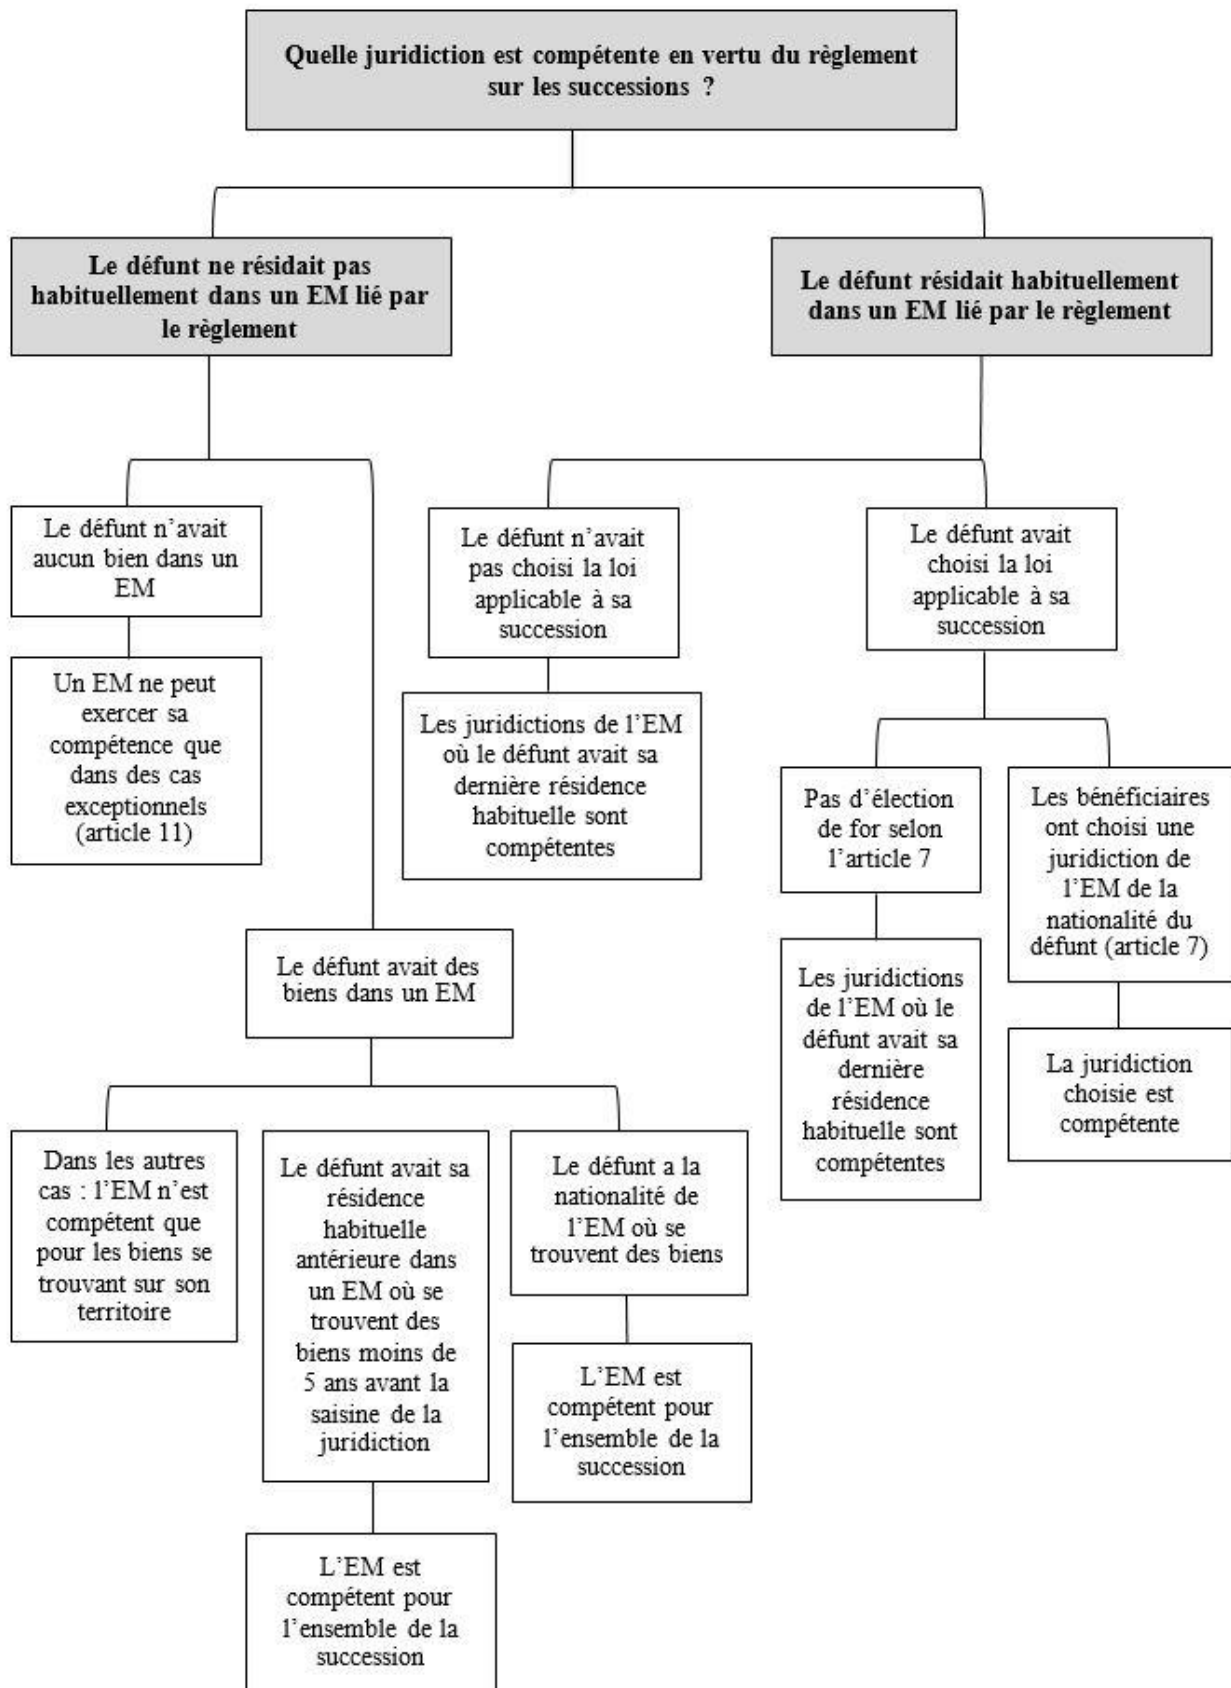 Quelle juridiction est compétente en vertu du règlement
sur les successions ?
Le défunt ne résidait pas
habituellement dans un EM lié par
le règlement
Le défunt résidait habituellement
dans un EM lié par le règlement
Le défunt n’avait
aucun bien dans un
EM
Un EM ne peut
exercer sa
compétence que
dans des cas
exceptionnels
(article 11)
Le défunt n’avait
pas choisi la loi
applicable à sa
succession
Les juridictions de l’EM
où le défunt avait sa
dernière résidence
habituelle sont
compétentes
Le défunt avait
choisi la loi
applicable à sa
succession
Pas d’élection
de for selon
l’article 7
Les juridictions
de l’EM où le
défunt avait sa
dernière
résidence
habituelle sont
compétentes
Les bénéficiaires
ont choisi une
juridiction de
l’EM de la
nationalité du
défunt (article 7)
La juridiction
choisie est
compétente
Le défunt avait des
biens dans un EM
Dans les autres
cas : l’EM n’est
compétent que
pour les biens se
trouvant sur son
territoire
Le défunt avait sa
résidence
habituelle
antérieure dans
un EM où se
trouvent des
biens moins de
5 ans avant la
saisine de la
juridiction
L’EM est
compétent pour
l’ensemble de la
succession
Le défunt a la
nationalité de
l’EM où se
trouvent des biens
L’EM est
compétent pour
l’ensemble de la
succession